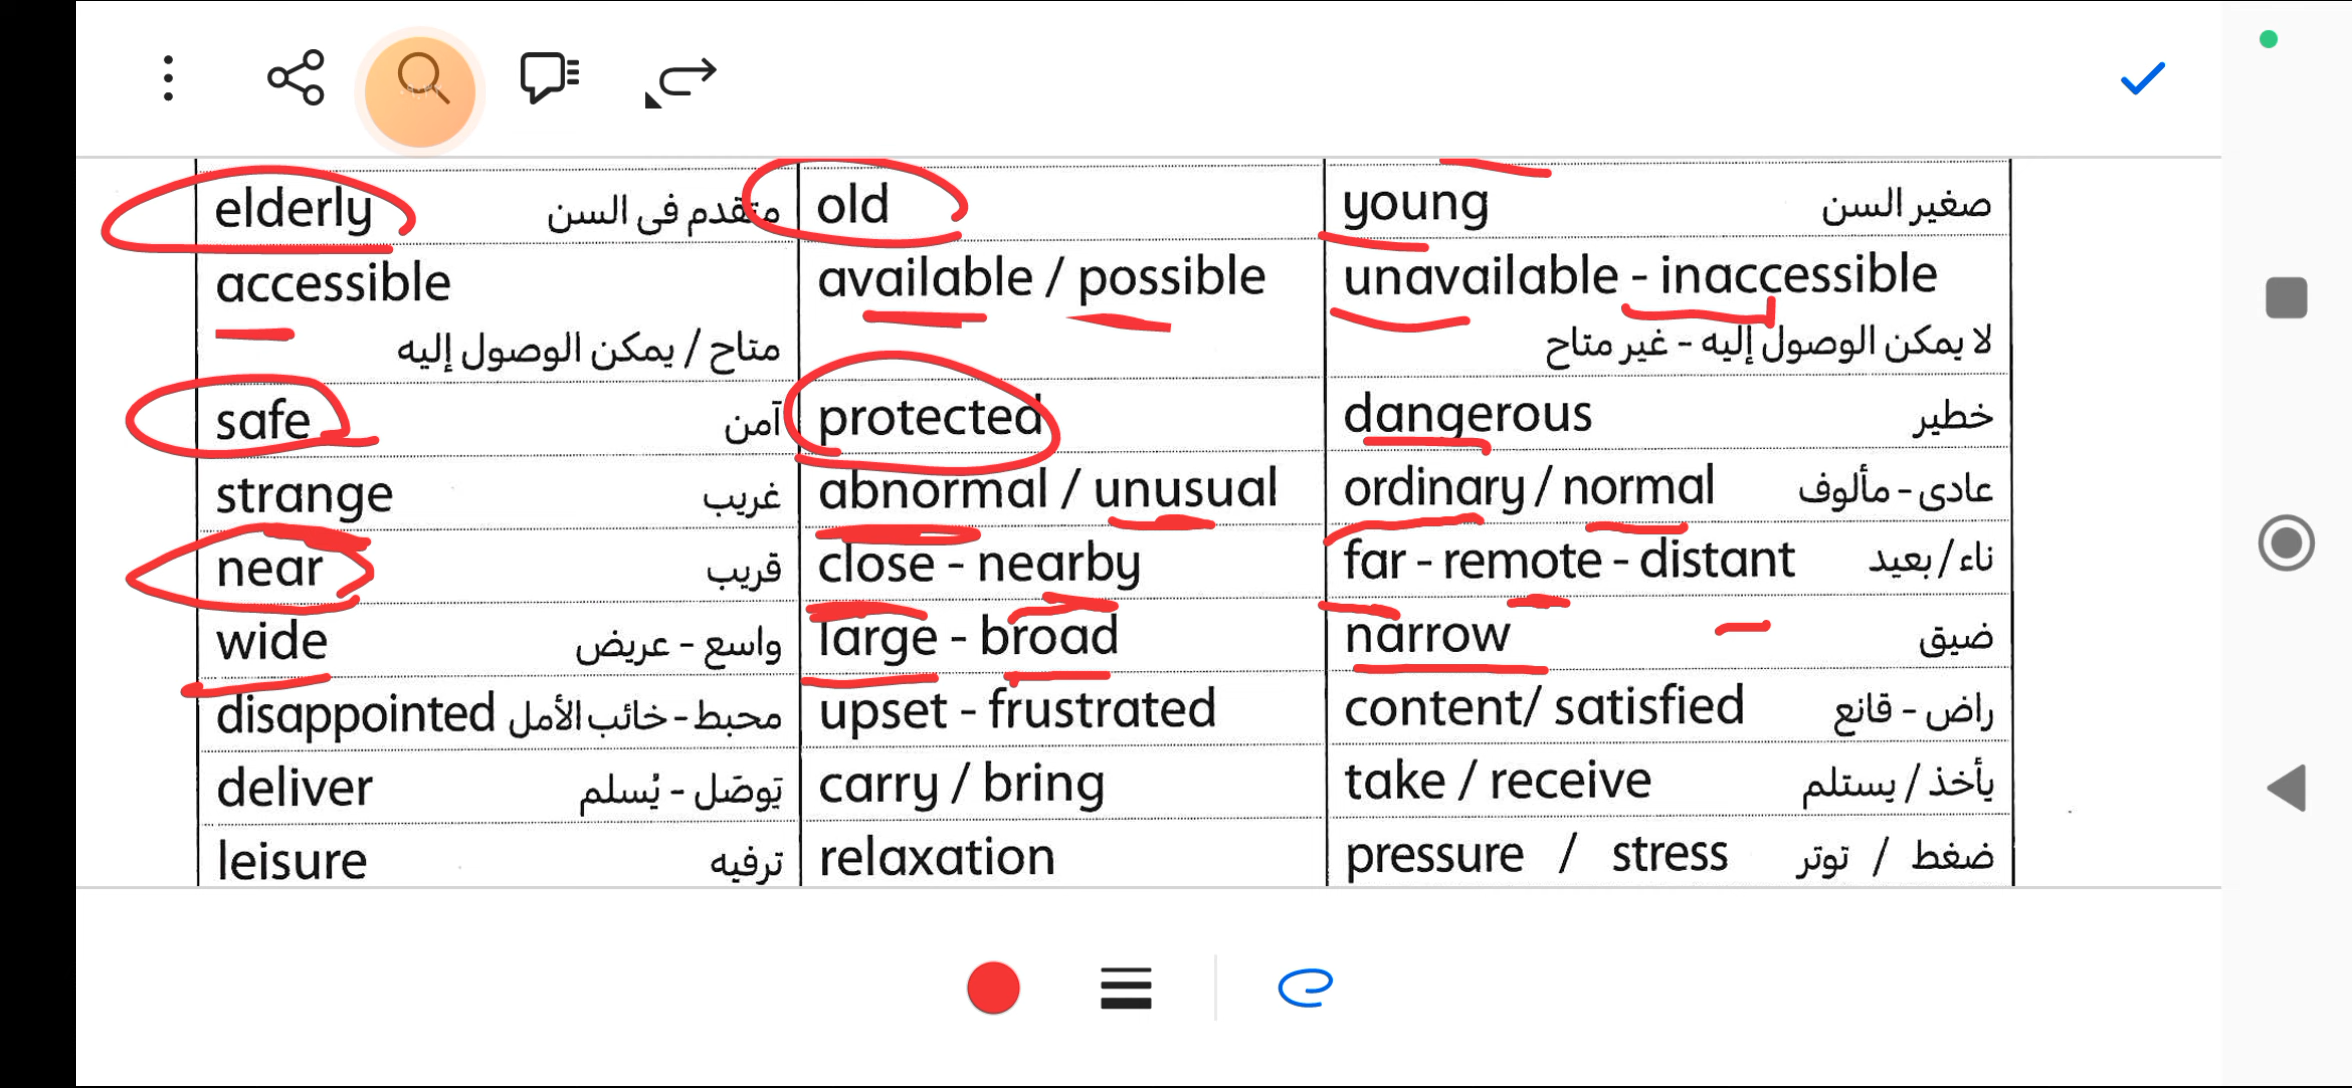 elderly متقدم فى السن old young صغير السن
accessible available / possible unavailable - inaccessible
متاح / يمكن الوصول إليه لا يمكن الوصول إليه - غير متاح
safe آمن protected dangerous خطير
strange غريب abnormal / unusual ordinary / normal عادى - مألوف
near قريب close - nearby far - remote - distant ناء / بعيد
wide واسع - عريض large - broad narrow ضيق
disappointed محبط - خائب الأمل upset - frustrated content/ satisfied راض - قانع
deliver يَوصّل - يُسلم carry / bring take / receive يأخذ / يستلم
leisure ترفيه relaxation pressure / stress ضغط / توتر